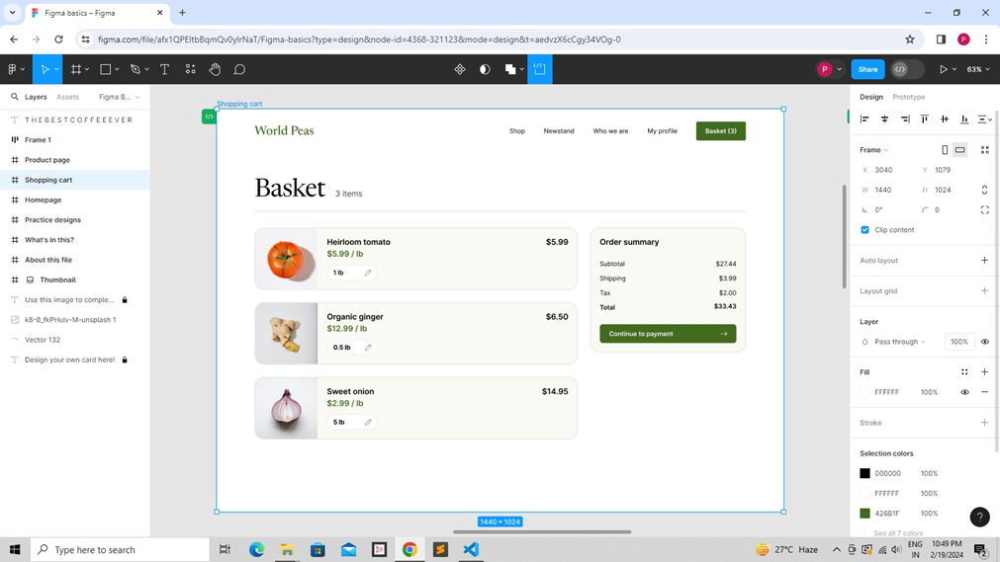 Figma basics – Figma
figma.com/file/afx1QPEltbBqmQv0ylrNaT/Figma-basics?type=design&node-id=4368-321123&mode=design&t=aedvzX6cCgy34VOg-0
P
P
Share
63%
Layers
Assets
Figma B...
Shopping cart
Design
Prototype
T H E B E S T C O F F E E E V E R
Frame 1
Product page
Shopping cart
Homepage
Practice designs
What's in this?
About this file
Thumbnail
Use this image to comple...
k8-0_fkPHulv-M-unsplash 1
Vector 132
Design your own card here!
World Peas
Shop
Newstand
Who we are
My profile
Basket (3)
Basket
3 items
Heirloom tomato
$5.99
$5.99 / lb
1 lb
Organic ginger
$6.50
$12.99 / lb
0.5 lb
Sweet onion
$14.95
$2.99 / lb
5 lb
Order summary
Subtotal
$27.44
Shipping
$3.99
Tax
$2.00
Total
$33.43
Continue to payment
1440 × 1024
Frame
X 3040
Y 1079
W 1440
H 1024
0°
0
Clip content
Auto layout
Layout grid
Layer
Pass through
100%
Fill
FFFFFF
100%
Stroke
Selection colors
000000
100%
FFFFFF
100%
426B1F
100%
See all 7 colors
?
Type here to search
27°C Haze
ENG
IN
10:49 PM
2/19/2024
2